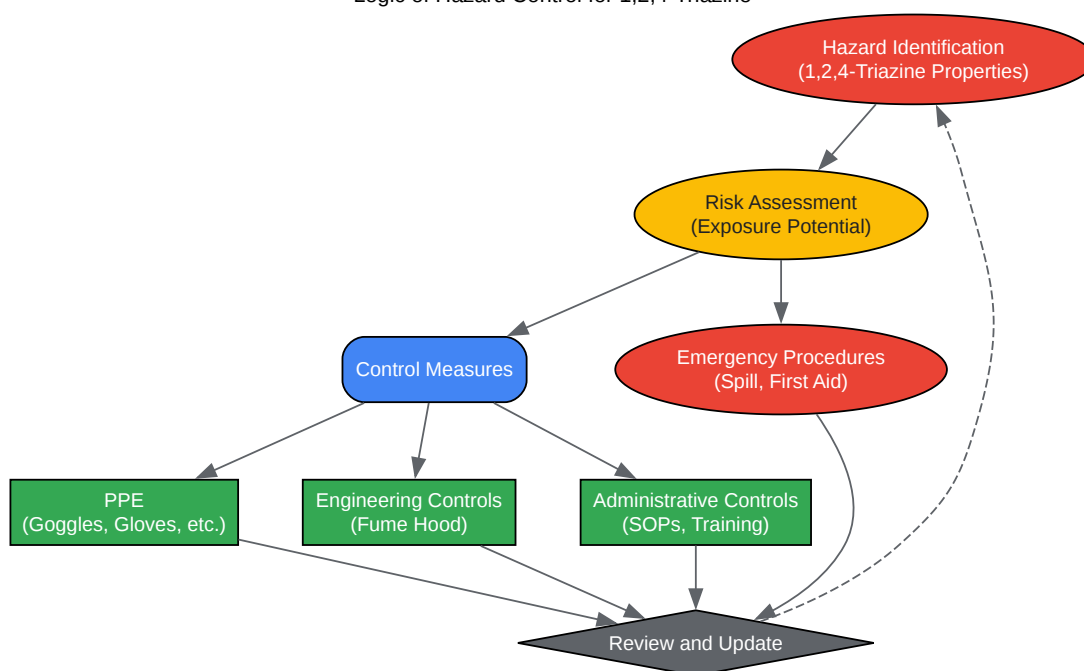 Hazard Identification
(1,2,4-Triazine Properties)
Risk Assessment
(Exposure Potential)
Control Measures
Emergency Procedures
(Spill, First Aid)
PPE
(Goggles, Gloves, etc.)
Engineering Controls
(Fume Hood)
Administrative Controls
(SOPs, Training)
Review and Update